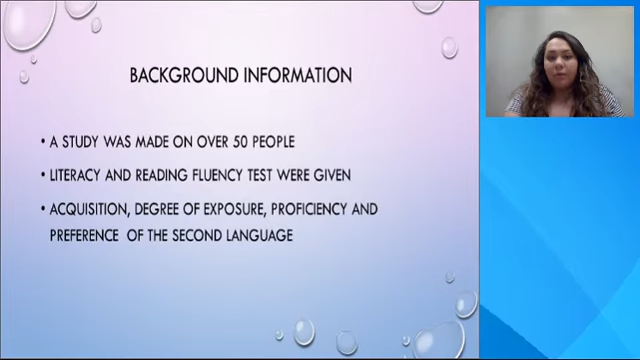 BACKGROUND INFORMATION
• A STUDY WAS MADE ON OVER 50 PEOPLE
• LITERACY AND READING FLUENCY TEST WERE GIVEN
• ACQUISITION, DEGREE OF EXPOSURE, PROFICIENCY AND
PREFERENCE OF THE SECOND LANGUAGE